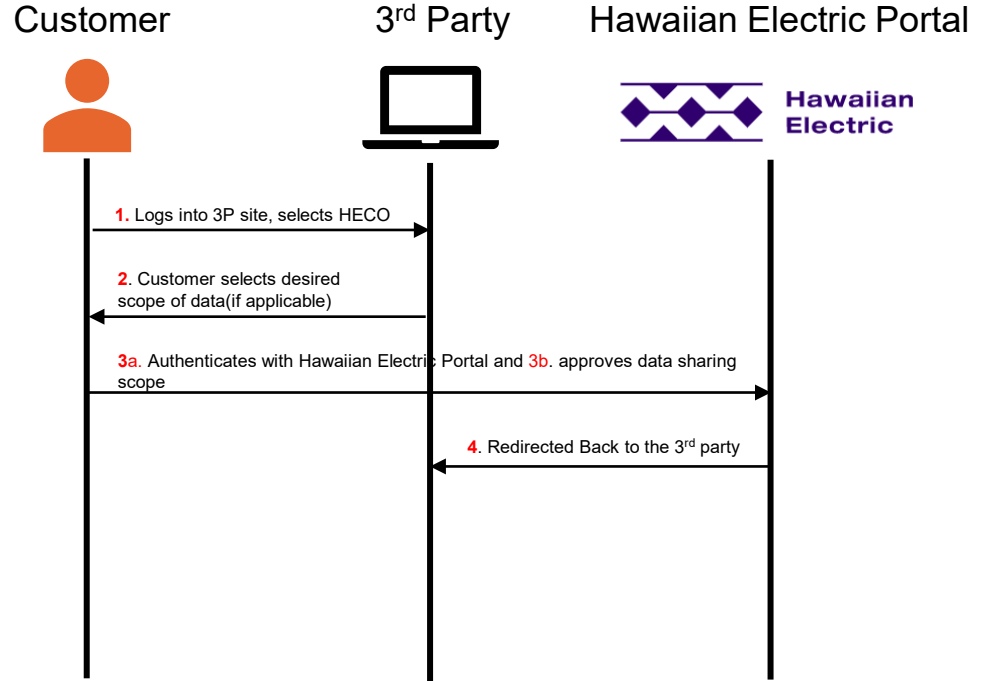 Customer
3rd Party
Hawaiian Electric Portal
Hawaiian
Electric
1. Logs into 3P site, selects HECO
2. Customer selects desired
scope of data(if applicable)
3a. Authenticates with Hawaiian Electric Portal and 3b. approves data sharing
scope
4. Redirected Back to the 3rd party